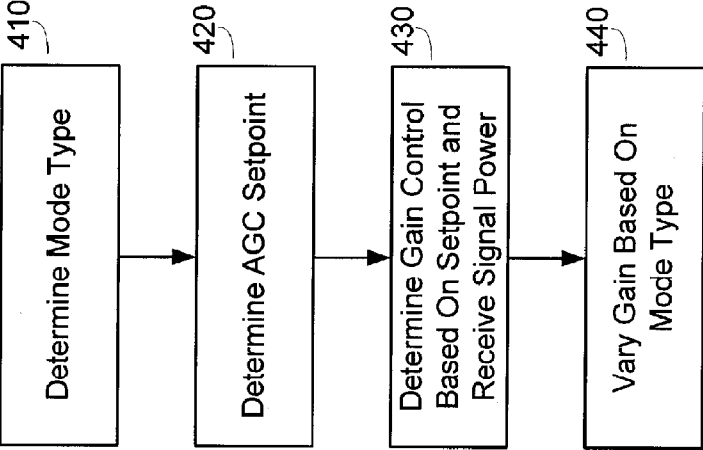 410
Determine Mode Type
420
Determine AGC Setpoint
430
Determine Gain Control
Based On Setpoint and
Receive Signal Power
440
Vary Gain Based On
Mode Type